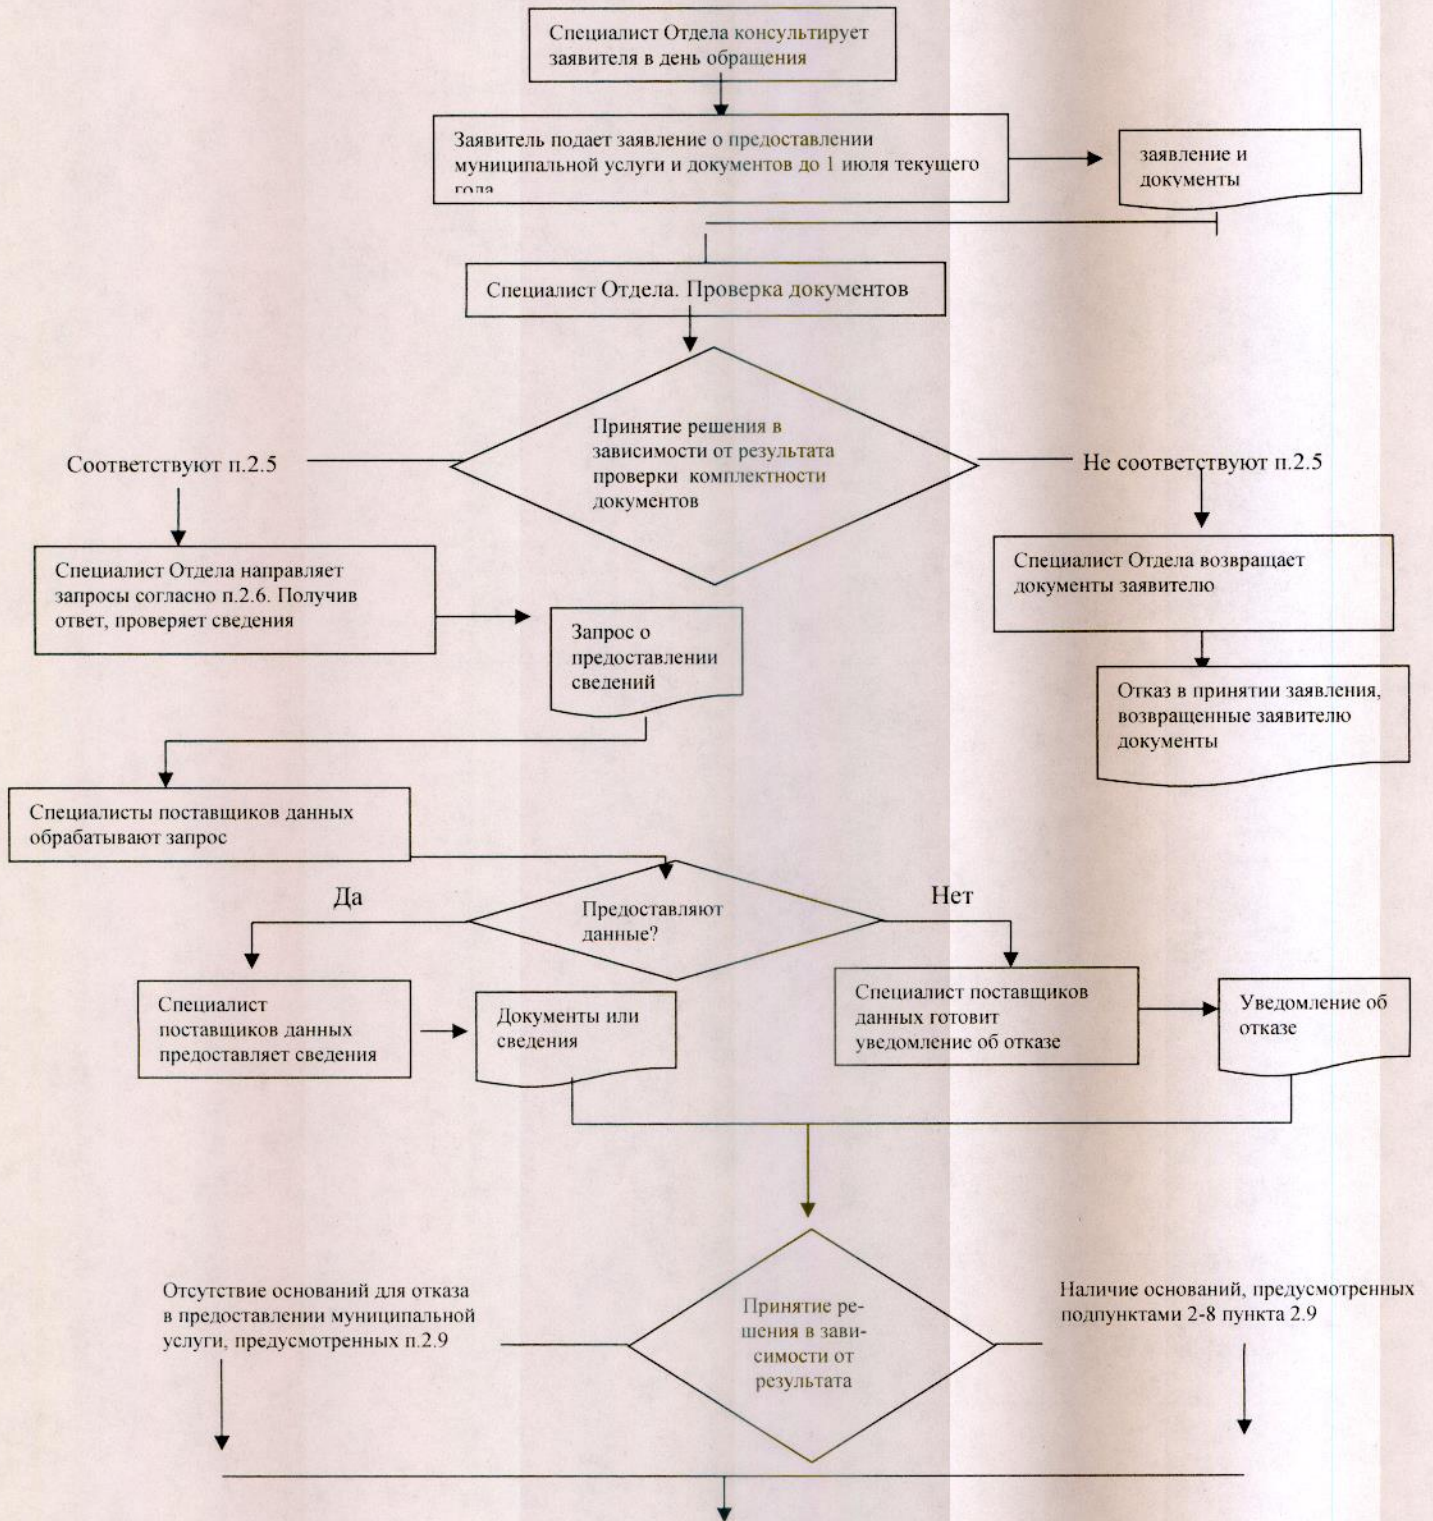 Специалист Отдела консультирует
заявителя в день обращения
Заявитель подает заявление о предоставлении
муниципальной услуги и документов до 1 июля текущего
года
заявление и
документы
Специалист Отдела. Проверка документов
Принятие решения в
зависимости от результата
проверки комплектности
документов
Соответствуют п.2.5
Не соответствуют п.2.5
Специалист Отдела направляет
запросы согласно п.2.6. Получив
ответ, проверяет сведения
Специалист Отдела возвращает
документы заявителю
Запрос о
предоставлении
сведений
Отказ в принятии заявления,
возвращенные заявителю
документы
Специалисты поставщиков данных
обрабатывают запрос
Да
Предоставляют
данные?
Нет
Специалист
поставщиков данных
предоставляет сведения
Документы или
сведения
Специалист поставщиков
данных готовит
уведомление об отказе
Уведомление об
отказе
Отсутствие оснований для отказа
в предоставлении муниципальной
услуги, предусмотренных п.2.9
Принятие ре-
шения в зави-
симости от
результата
Наличие оснований, предусмотренных
подпунктами 2-8 пункта 2.9